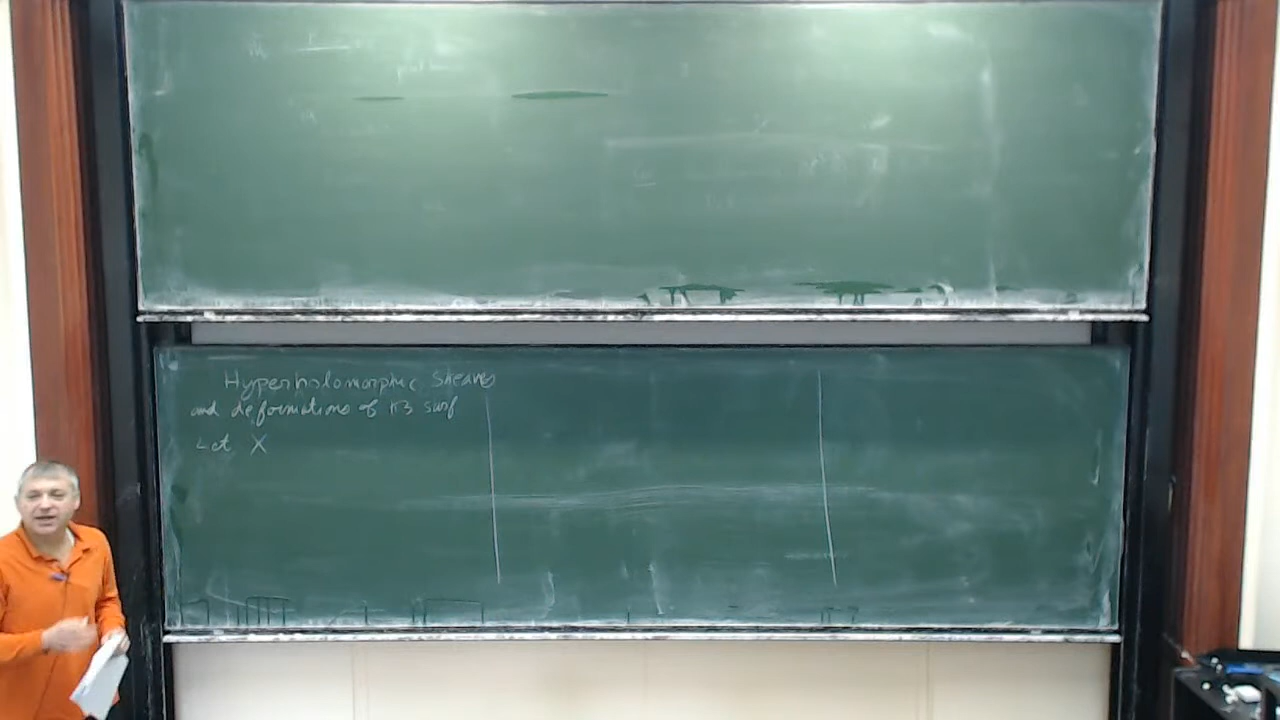 Hyperholomorphic Sheaves
and deformations of K3 surf
Let X